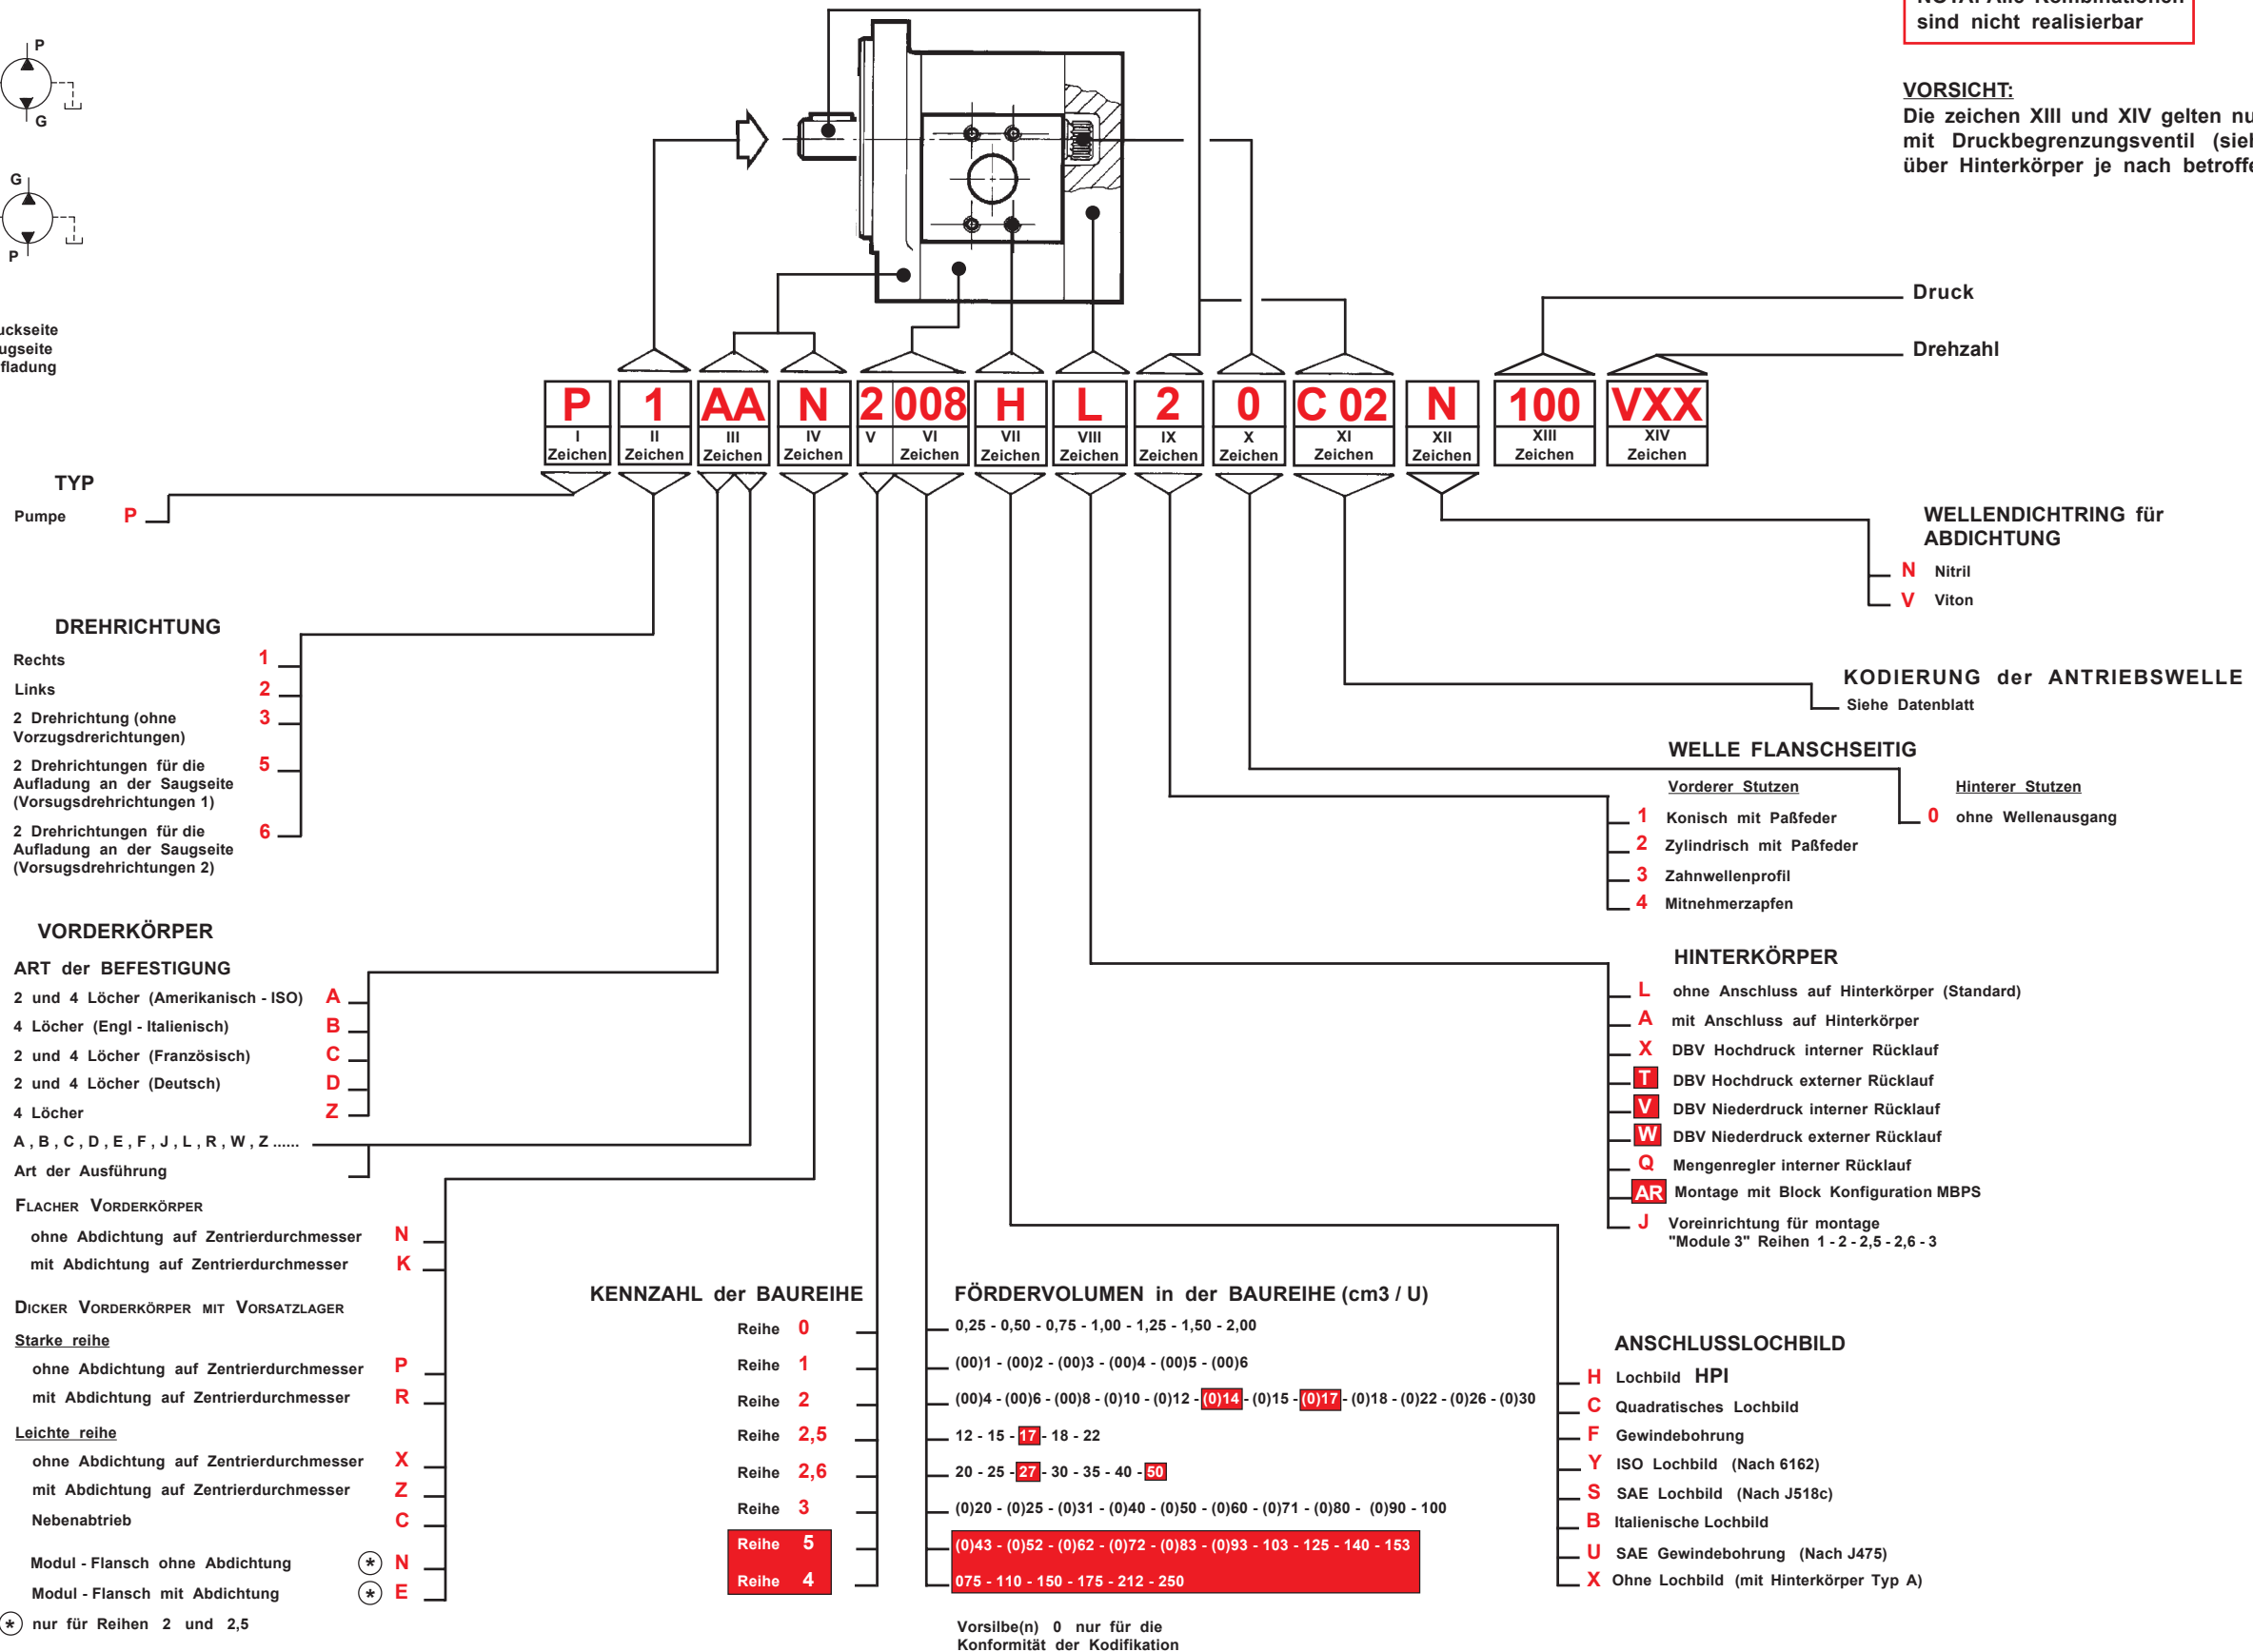 NOTA: Alle Kombinationen
sind nicht realisierbar
VORSICHT:
Die zeichen XIII und XIV gelten
mit Druckbegrenzungsventil
über Hinterkörper je nach
P
G
G
P
Druck
Drehzahl
P 1 AA N 2 008 H L 2 0 C 02 N 100 VXX
I II III IV V VI VII VIII IX X XI XII XIII XIV
Zeichen Zeichen Zeichen Zeichen Zeichen Zeichen Zeichen Zeichen Zeichen Zeichen Zeichen Zeichen Zeichen
TYP
Pumpe P
DREHRICHTUNG
Rechts 1
Links 2
2 Drehrichtung (ohne 3
Vorzugsdrerichtungen)
2 Drehrichtungen für die 5
Aufladung an der Saugseite
(Vorsugsdrehrichtungen 1)
2 Drehrichtungen für die 6
Aufladung an der Saugseite
(Vorsugsdrehrichtungen 2)
VORDERKÖRPER
ART der BEFESTIGUNG
2 und 4 Löcher (Amerikanisch - ISO) A
4 Löcher (Engl - Italienisch) B
2 und 4 Löcher (Französisch) C
2 und 4 Löcher (Deutsch) D
4 Löcher Z
A , B , C , D , E , F , J , L , R , W , Z ......
Art der Ausführung
FLACHER VORDERKÖRPER
ohne Abdichtung auf Zentrierdurchmesser N
mit Abdichtung auf Zentrierdurchmesser K
DICKER VORDERKÖRPER MIT VORSATZLAGER
Starke reihe
ohne Abdichtung auf Zentrierdurchmesser P
mit Abdichtung auf Zentrierdurchmesser R
Leichte reihe
ohne Abdichtung auf Zentrierdurchmesser X
mit Abdichtung auf Zentrierdurchmesser Z
Nebenabtrieb C
Modul - Flansch ohne Abdichtung * N
Modul - Flansch mit Abdichtung * E
* nur für Reihen 2 und 2,5
KENNZAHL der BAUREIHE
Reihe 0
Reihe 1
Reihe 2
Reihe 2,5
Reihe 2,6
Reihe 3
Reihe 5
Reihe 4
FÖRDERVOLUMEN in der BAUREIHE (cm3 / U)
0,25 - 0,50 - 0,75 - 1,00 - 1,25 - 1,50 - 2,00
(00)1 - (00)2 - (00)3 - (00)4 - (00)5 - (00)6
(00)4 - (00)6 - (00)8 - (0)10 - (0)12 - (0)14 - (0)15 - (0)17 - (0)18 - (0)22 - (0)26 - (0)30
12 - 15 - 17 - 18 - 22
20 - 25 - 27 - 30 - 35 - 40 - 50
(0)20 - (0)25 - (0)31 - (0)40 - (0)50 - (0)60 - (0)71 - (0)80 - (0)90 - 100
(0)43 - (0)52 - (0)62 - (0)72 - (0)83 - (0)93 - 103 - 125 - 140 - 153
075 - 110 - 150 - 175 - 212 - 250
Vorsilbe(n) 0 nur für die
Konformität der Kodifikation
WELLENDICHTRING für
ABDICHTUNG
N Nitril
V Viton
KODIERUNG der ANTRIEBSWELLE
Siehe Datenblatt
WELLE FLANSCHSEITIG
Vorderer Stutzen
1 Konisch mit Paßfeder
2 Zylindrisch mit Paßfeder
3 Zahnwellenprofil
4 Mitnehmerzapfen
Hinterer Stutzen
0 ohne Wellenausgang
HINTERKÖRPER
L ohne Anschluss auf Hinterkörper (Standard)
A mit Anschluss auf Hinterkörper
X DBV Hochdruck interner Rücklauf
T DBV Hochdruck externer Rücklauf
V DBV Niederdruck interner Rücklauf
W DBV Niederdruck externer Rücklauf
Q Mengenregler interner Rücklauf
AR Montage mit Block Konfiguration MBPS
J Voreinrichtung für montage
"Module 3" Reihen 1 - 2 - 2,5 - 2,6 - 3
ANSCHLUSSLOCHBILD
H Lochbild HPI
C Quadratisches Lochbild
F Gewindebohrung
Y ISO Lochbild (Nach 6162)
S SAE Lochbild (Nach J518c)
B Italienische Lochbild
U SAE Gewindebohrung (Nach J475)
X Ohne Lochbild (mit Hinterkörper Typ A)